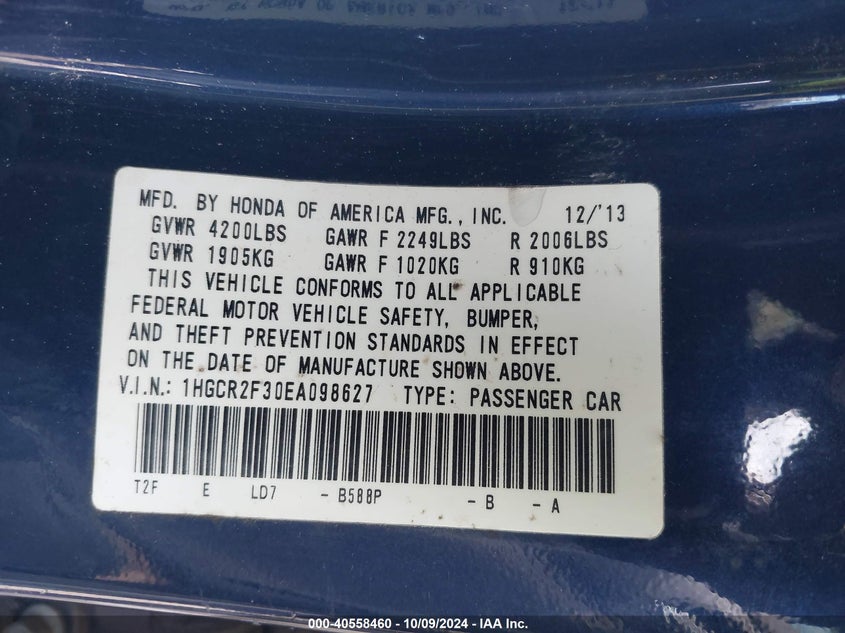 MFD. BY HONDA OF AMERICA MFG., INC. 12/'13
GVWR 4200LBS GAWR F 2249LBS R 2006LBS
GVWR 1905KG GAWR F 1020KG R 910KG
THIS VEHICLE CONFORMS TO ALL APPLICABLE
FEDERAL MOTOR VEHICLE SAFETY, BUMPER,
AND THEFT PREVENTION STANDARDS IN EFFECT
ON THE DATE OF MANUFACTURE SHOWN ABOVE.
V.I.N.: 1HGCR2F30EA098627 TYPE: PASSENGER CAR
T2F E LD7 - B588P - B - A
000-40558460 - 10/09/2024 - IAA Inc.